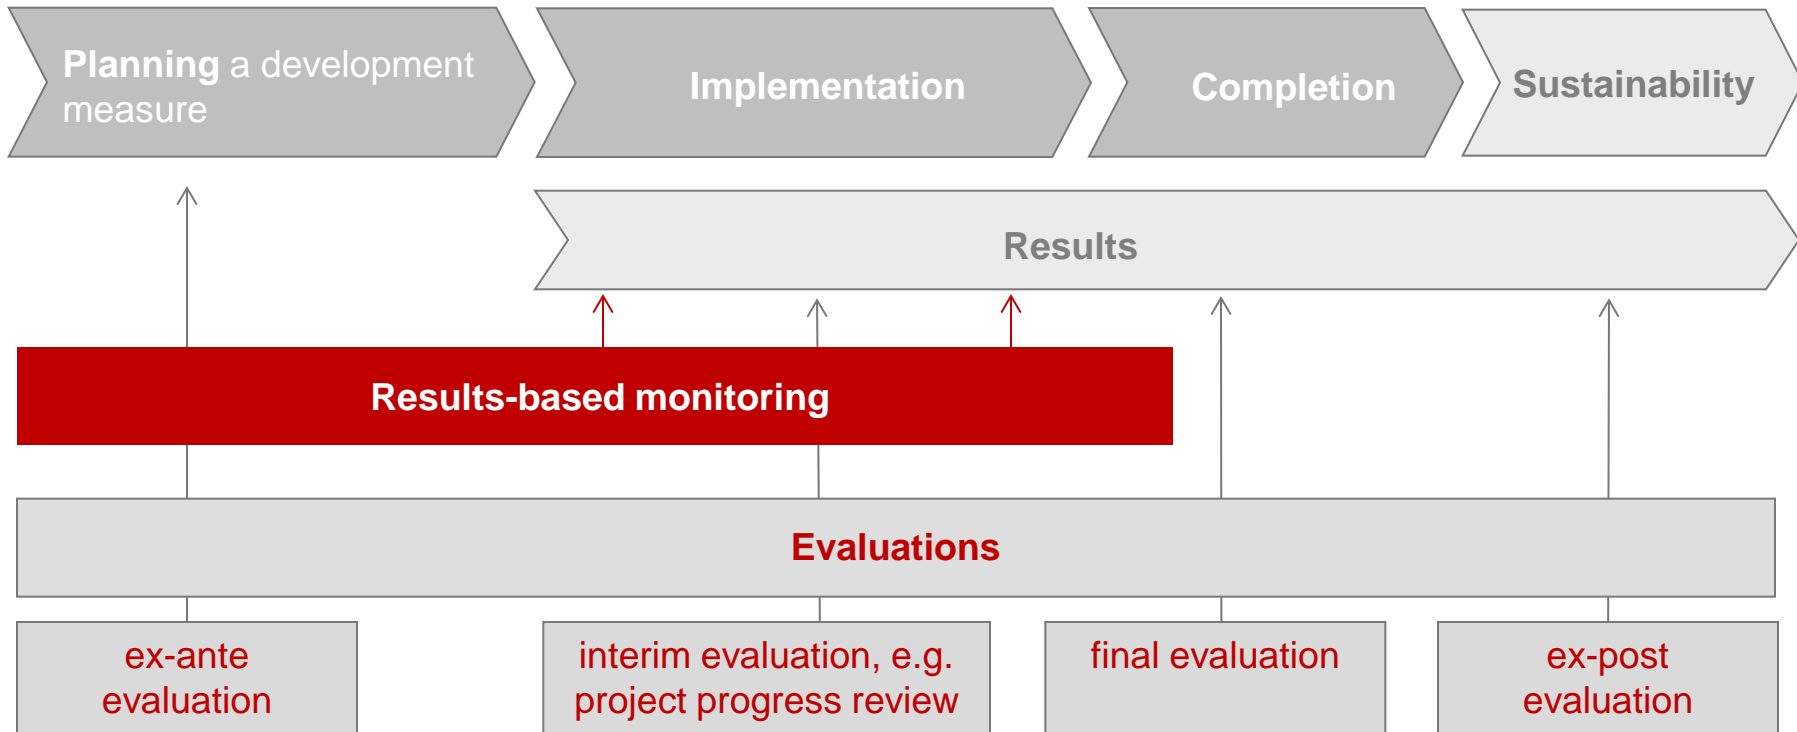 Planning a development
measure
Implementation
Completion
Sustainability
Results
Results-based monitoring
Evaluations
ex-ante
evaluation
interim evaluation, e.g.
project progress review
final evaluation
ex-post
evaluation